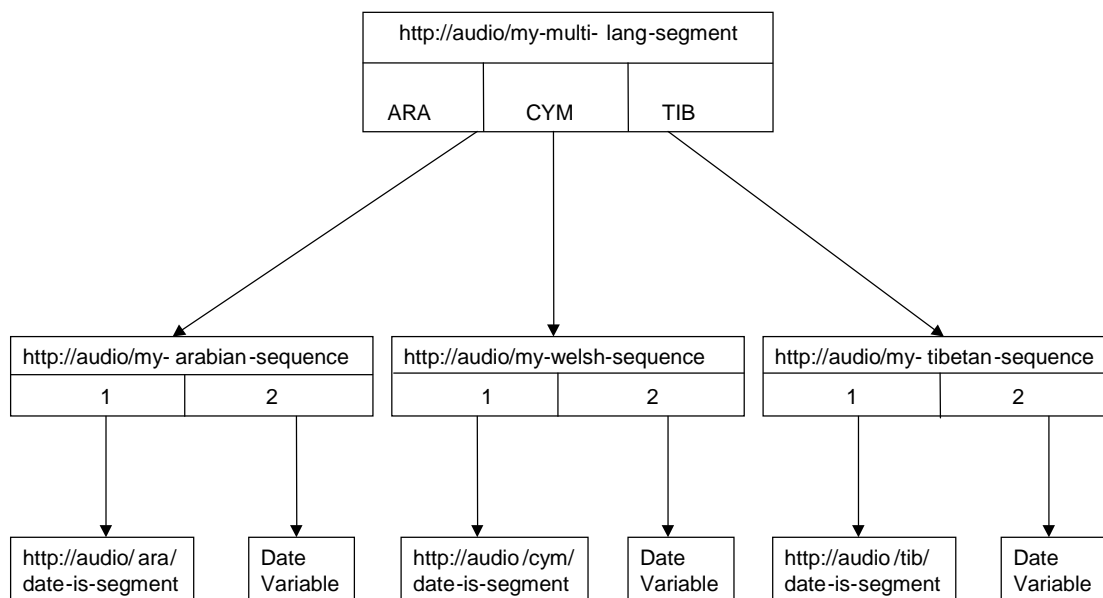 http://audio/my-multi- lang-segment
ARA CYM TIB
http://audio/my- arabian-sequence http://audio/my-welsh-sequence http://audio/my- tibetan-sequence
1 2 1 2 1 2
http://audio/ ara/ Date http://audio /cym/ Date http://audio /tib/ Date
date-is-segment Variable date-is-segment Variable date-is-segment Variable